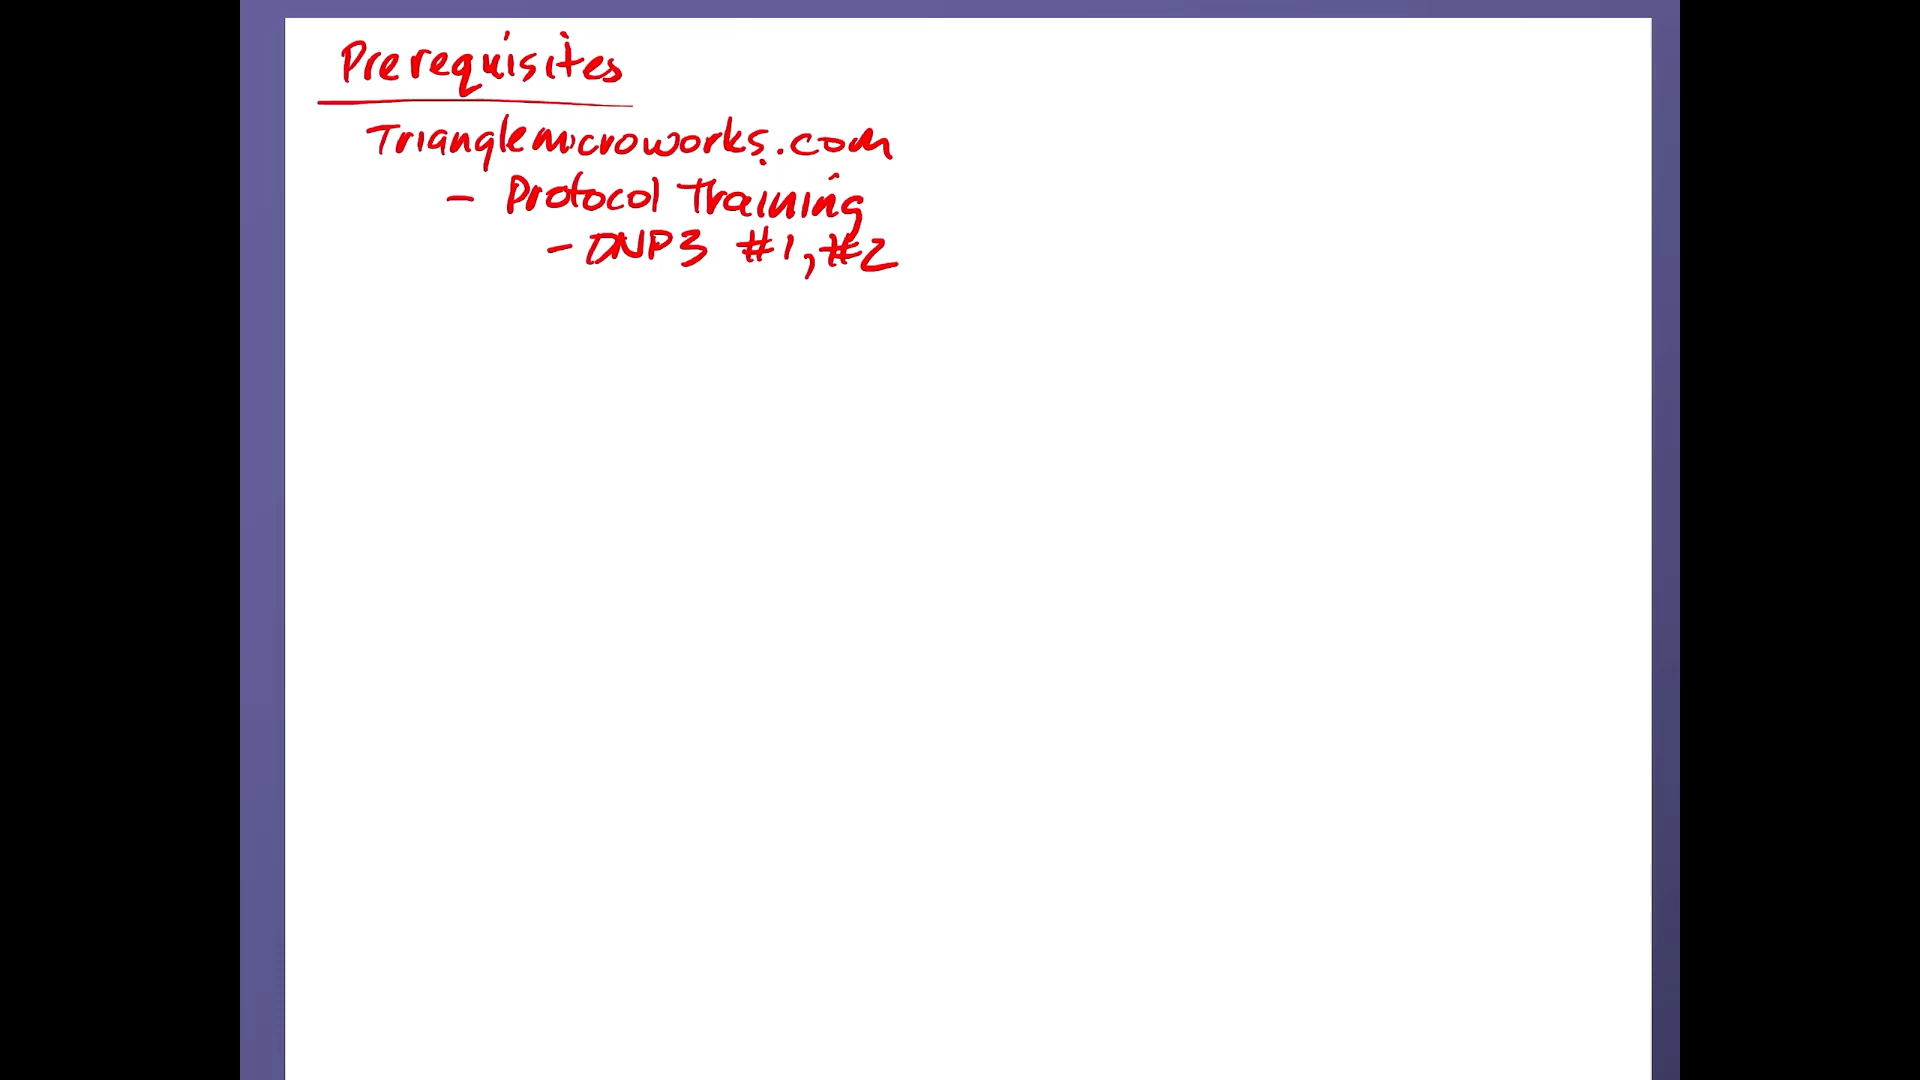 Prerequisites
Trianglemicroworks.com
- Protocol Training
- DNP3 #1, #2